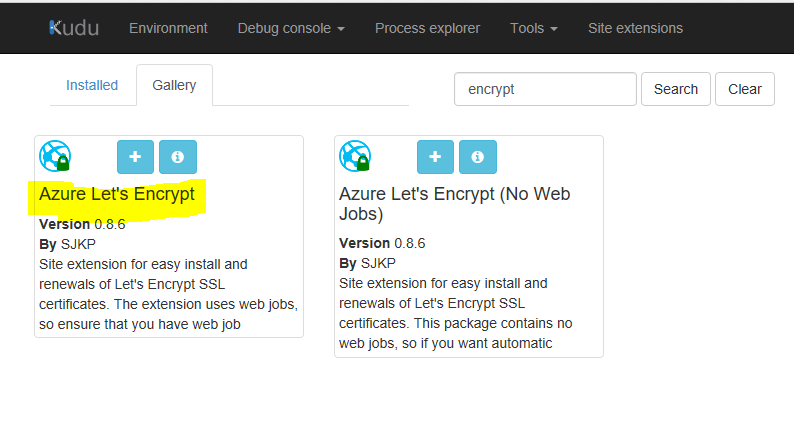 Kudu Environment Debug console Process explorer Tools Site extensions
Installed Gallery encrypt Search Clear
Azure Let's Encrypt
Version 0.8.6
By SJKP
Site extension for easy install and
renewals of Let's Encrypt SSL
certificates. The extension uses web jobs,
so ensure that you have web job
Azure Let's Encrypt (No Web
Jobs)
Version 0.8.6
By SJKP
Site extension for easy install and
renewals of Let's Encrypt SSL
certificates. This package contains no
web jobs, so if you want automatic